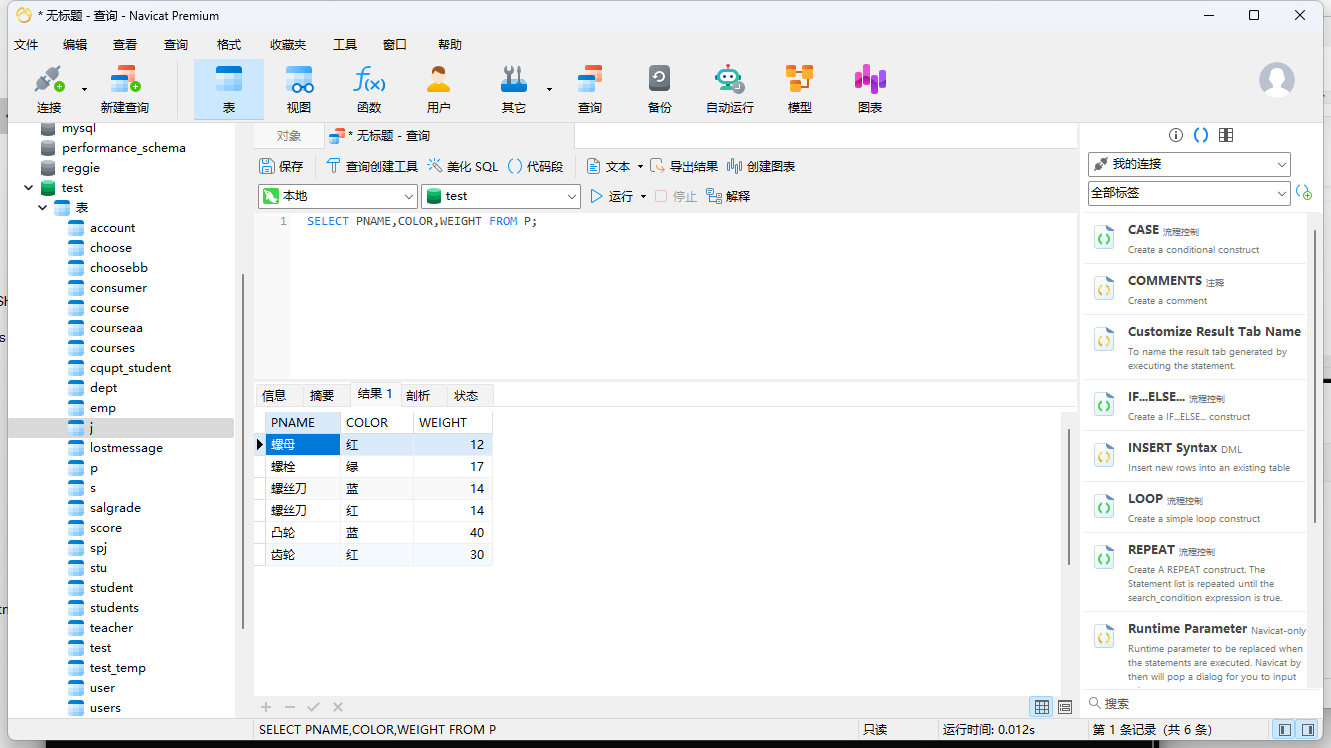 * 无标题 - 查询 - Navicat Premium
文件 编辑 查看 查询 格式 收藏夹 工具 窗口 帮助
连接 新建查询 表 视图 函数 用户 其它 查询 备份 自动运行 模型 图表
mysql
performance_schema
reggie
test
表
account
choose
choosebb
consumer
course
courseaa
courses
cqupt_student
dept
emp
j
lostmessage
p
s
salgrade
score
spj
stu
student
students
teacher
test
test_temp
user
users
对象 * 无标题 - 查询
保存 查询创建工具 美化 SQL 代码段 文本 导出结果 创建图表
本地 test 运行 停止 解释
1 SELECT PNAME,COLOR,WEIGHT FROM P;
信息 摘要 结果 1 剖析 状态
PNAME COLOR WEIGHT
螺母 红 12
螺栓 绿 17
螺丝刀 蓝 14
螺丝刀 红 14
凸轮 蓝 40
齿轮 红 30
我的连接
全部标签
CASE 流程控制
Create a conditional construct
COMMENTS 注释
Create a comment
Customize Result Tab Name
To name the result tab generated by
executing the statement.
IF...ELSE... 流程控制
Create a IF...ELSE... construct
INSERT Syntax DML
Insert new rows into an existing table
LOOP 流程控制
Create a simple loop construct
REPEAT 流程控制
Create A REPEAT construct. The
Statement list is repeated until the
search_condition expression is true.
Runtime Parameter Navicat-only
Runtime parameter to be replaced when
the statements are executed. Navicat by
then will pop a dialog for you to input
搜索
SELECT PNAME,COLOR,WEIGHT FROM P 只读 运行时间: 0.012s 第 1 条记录 (共 6 条)